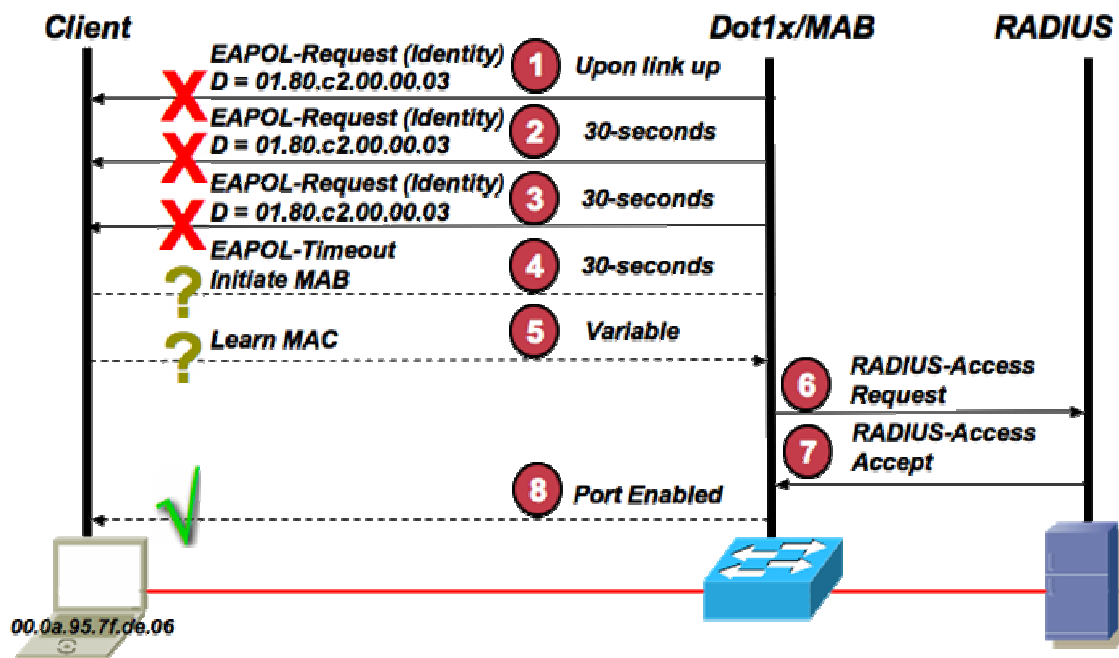 Client
Dot1x/MAB
RADIUS
EAPOL-Request (Identity)
D = 01.80.c2.00.00.03
1
Upon link up
EAPOL-Request (Identity)
D = 01.80.c2.00.00.03
2
30-seconds
EAPOL-Request (Identity)
D = 01.80.c2.00.00.03
3
30-seconds
EAPOL-Timeout
Initiate MAB
4
30-seconds
Learn MAC
5
Variable
6
RADIUS-Access
Request
7
RADIUS-Access
Accept
8
Port Enabled
00.0a.95.7f.de.06